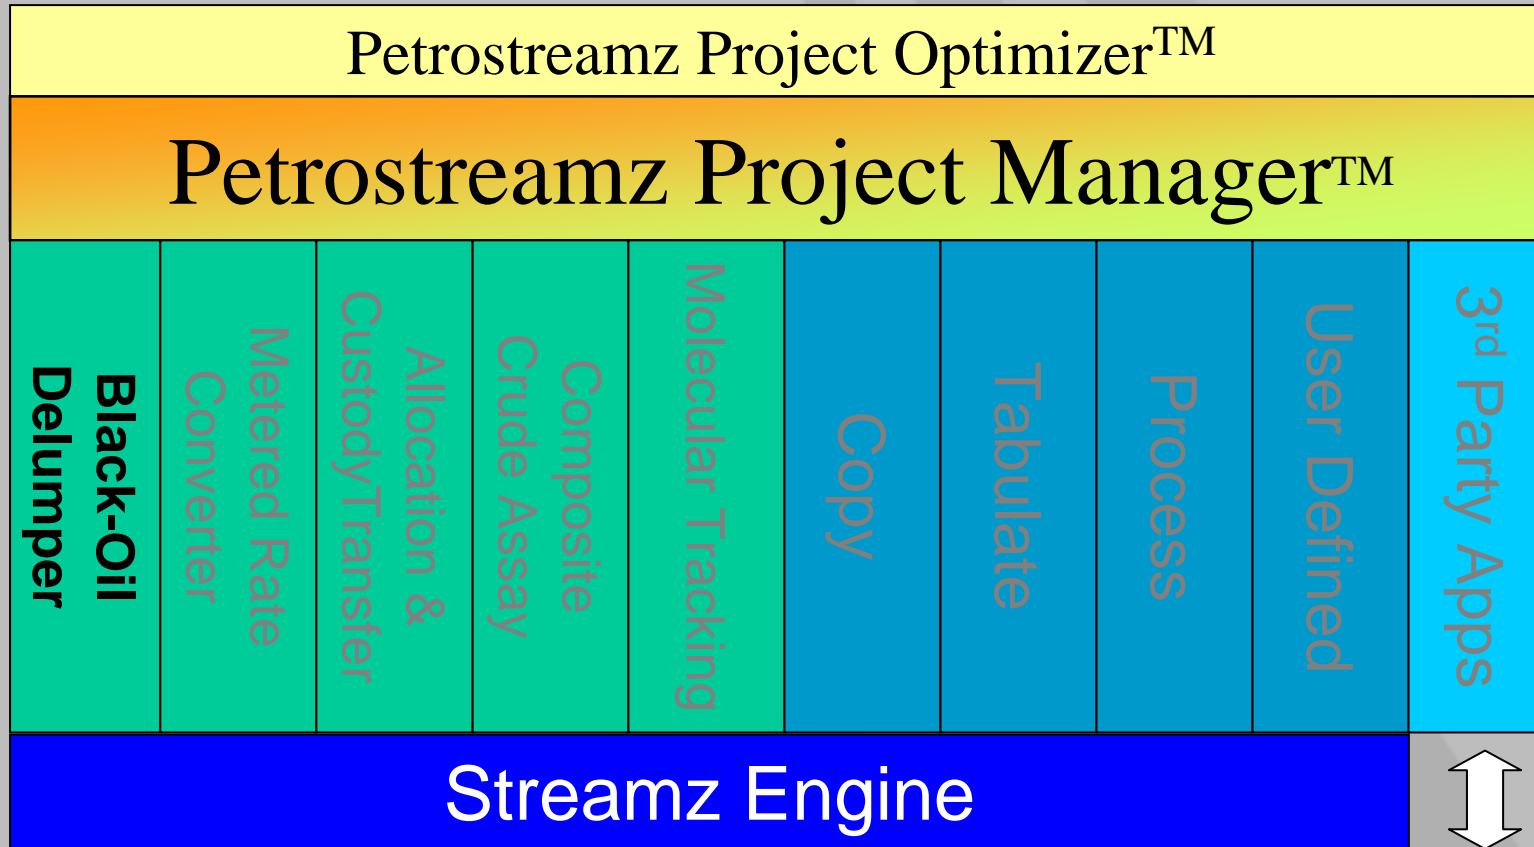 Petrostreamz Project Optimizer™
Petrostreamz Project Manager™
Black-Oil
Delumper
Metered Rate
Converter
Allocation &
CustodyTransfer
Composite
Crude Assay
Molecular Tracking
Copy
Tabulate
Process
User Defined
3rd Party Apps
Streamz Engine